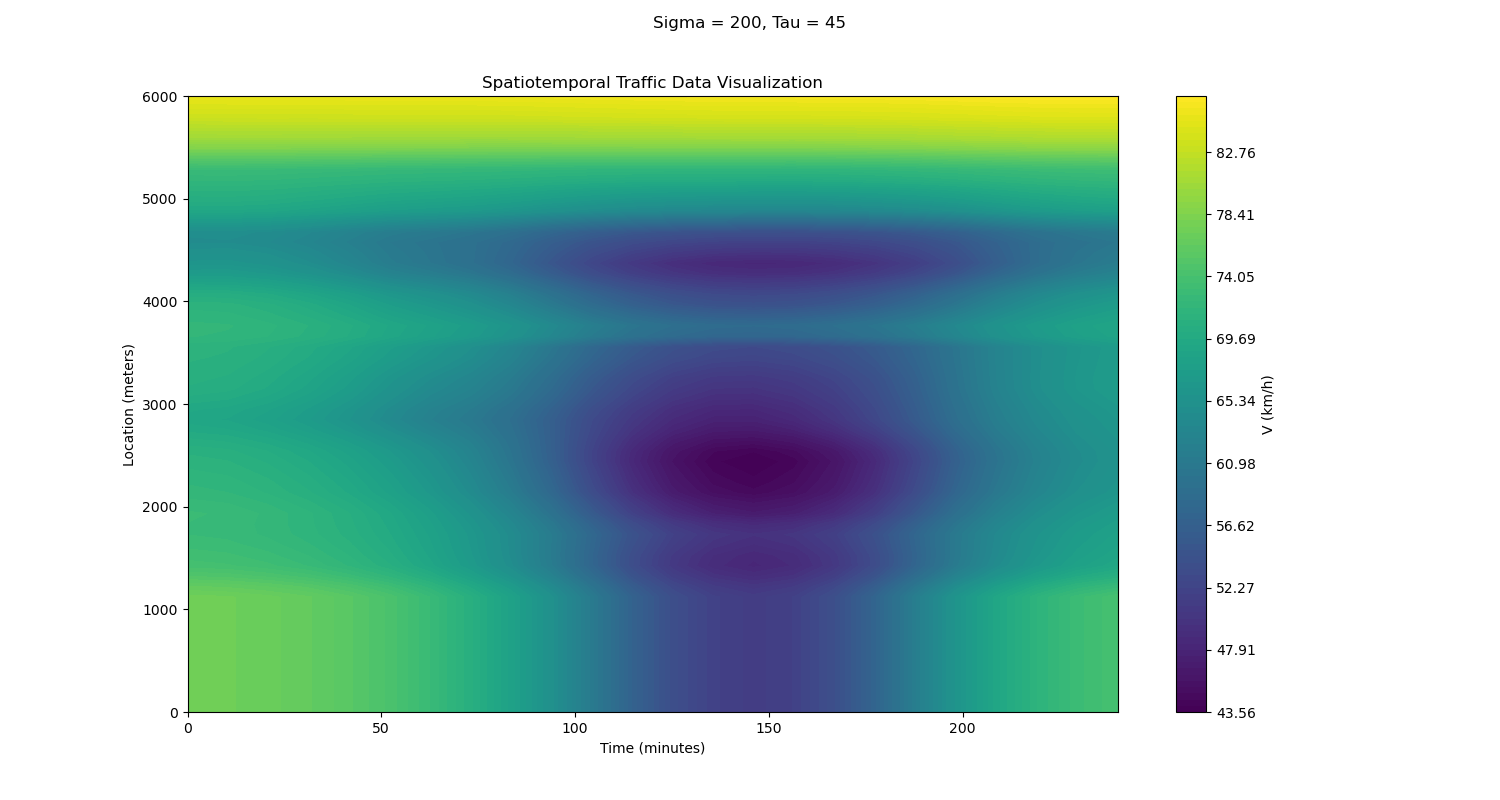 Sigma = 200, Tau = 45
Spatiotemporal Traffic Data Visualization
6000
5000
4000
3000
2000
1000
0
Location (meters)
0 50 100 150 200
Time (minutes)
82.76
78.41
74.05
69.69
65.34
60.98
56.62
52.27
47.91
43.56
V (km/h)